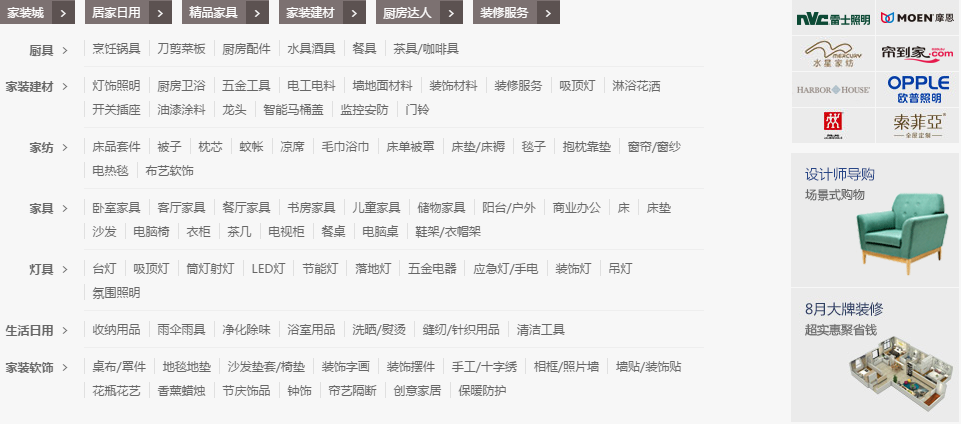 家装城 > 居家日用 > 精品家具 > 家装建材 > 厨房达人 > 装修服务 >
厨具 > 烹饪锅具 刀剪菜板 厨房配件 水具酒具 餐具 茶具/咖啡具
家装建材 > 灯饰照明 厨房卫浴 五金工具 电工电料 墙地面材料 装饰材料 装修服务 吸顶灯 淋浴花洒
开关插座 油漆涂料 龙头 智能马桶盖 监控安防 门铃
家纺 > 床品套件 被子 枕芯 蚊帐 凉席 毛巾浴巾 床单被罩 床垫/床褥 毯子 抱枕靠垫 窗帘/窗纱
电热毯 布艺软饰
家具 > 卧室家具 客厅家具 餐厅家具 书房家具 儿童家具 储物家具 阳台/户外 商业办公 床 床垫
沙发 电脑椅 衣柜 茶几 电视柜 餐桌 电脑桌 鞋架/衣帽架
灯具 > 台灯 吸顶灯 筒灯射灯 LED灯 节能灯 落地灯 五金电器 应急灯/手电 装饰灯 吊灯
氛围照明
生活日用 > 收纳用品 雨伞雨具 净化除味 浴室用品 洗晒/熨烫 缝纫/针织用品 清洁工具
家装软饰 > 桌布/罩件 地毯地垫 沙发垫套/椅垫 装饰字画 装饰摆件 手工/十字绣 相框/照片墙 墙贴/装饰贴
花瓶花艺 香薰蜡烛 节庆饰品 钟饰 帘艺隔断 创意家居 保暖防护
NVC 雷士照明 MOEN 摩恩
MERCURY
水星家纺 帘到家.com
HARBOR HOUSE OPPLE
欧普照明
索菲亞
全屋定制
设计师导购
场景式购物
8月大牌装修
超实惠聚省钱